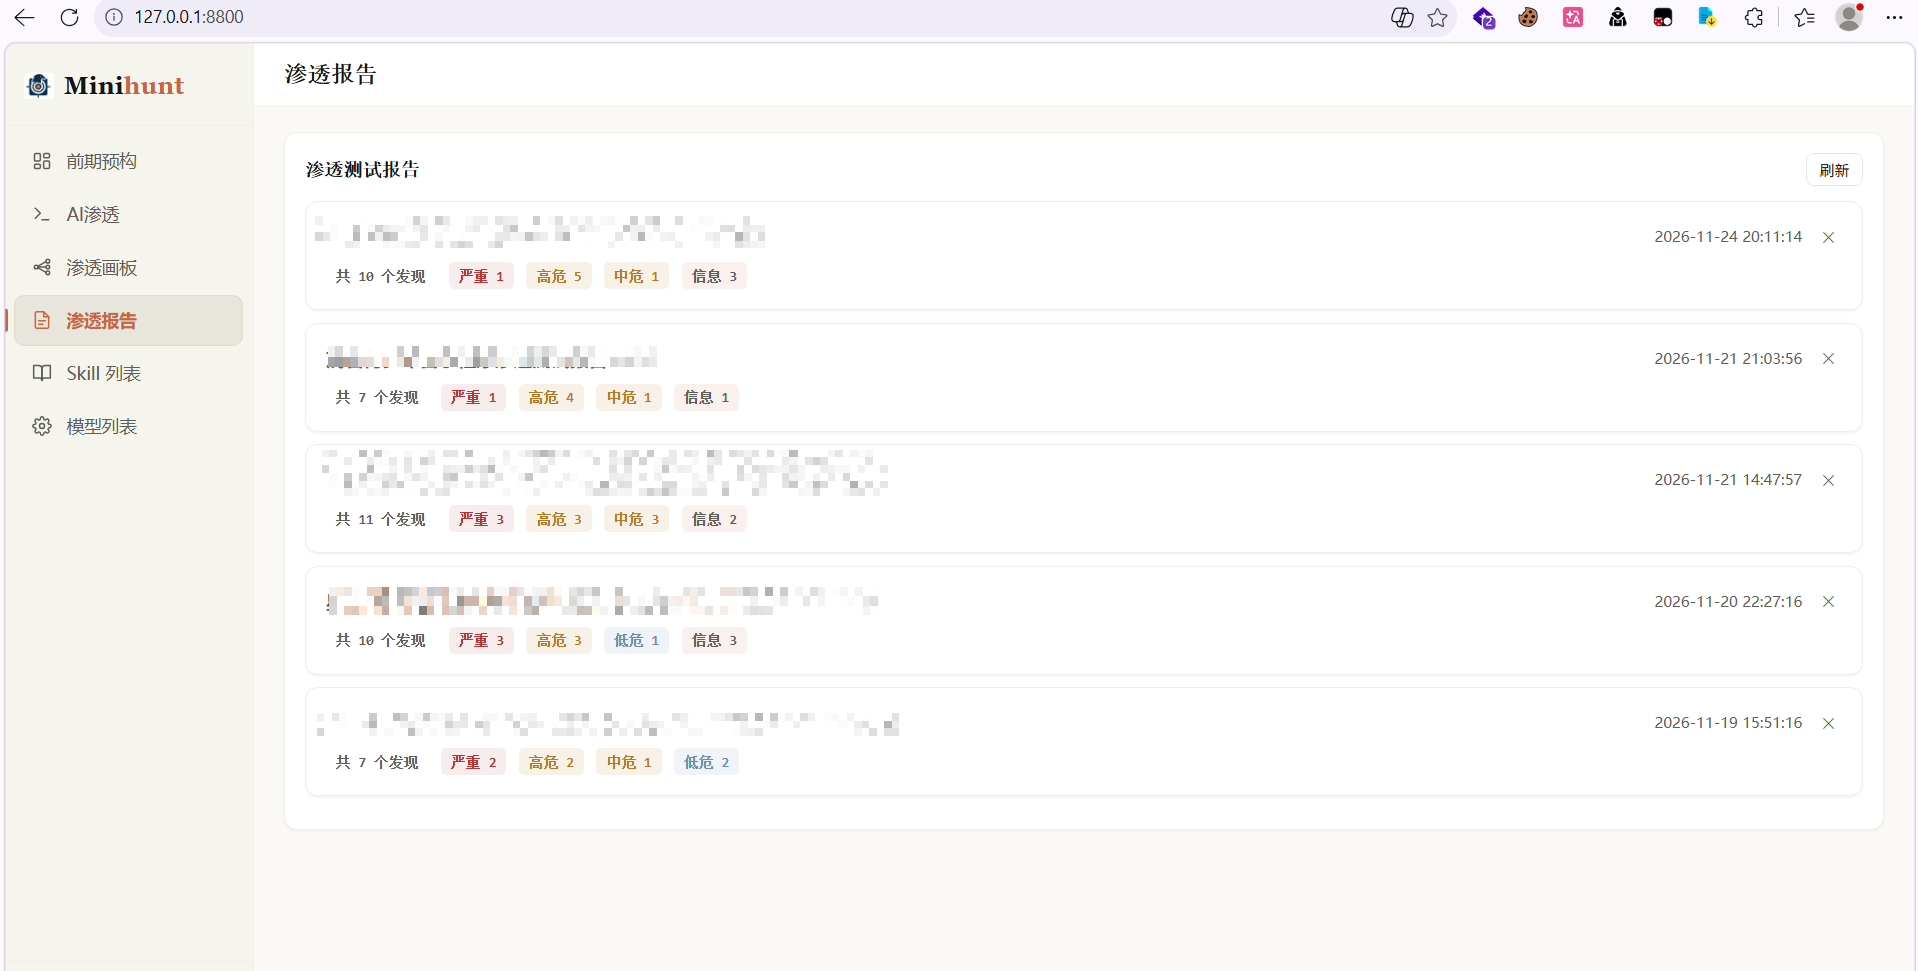 127.0.0.1:8800
2
Minihunt
渗透报告
前期预构
AI渗透
渗透画板
渗透报告
Skill 列表
模型列表
渗透测试报告
刷新
2026-11-24 20:11:14
共 10 个发现 严重 1 高危 5 中危 1 信息 3
2026-11-21 21:03:56
共 7 个发现 严重 1 高危 4 中危 1 信息 1
2026-11-21 14:47:57
共 11 个发现 严重 3 高危 3 中危 3 信息 2
2026-11-20 22:27:16
共 10 个发现 严重 3 高危 3 低危 1 信息 3
2026-11-19 15:51:16
共 7 个发现 严重 2 高危 2 中危 1 低危 2